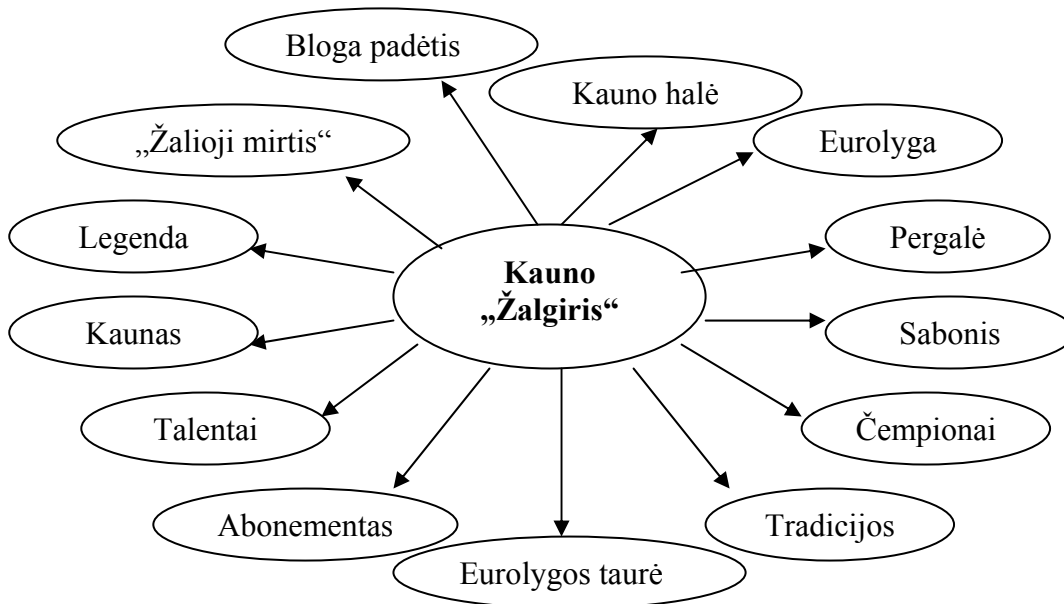 Bloga padėtis
Kauno halė
„Žalioji mirtis“
Eurolyga
Legenda
Pergalė
Kauno
„Žalgiris“
Kaunas
Sabonis
Talentai
Čempionai
Abonementas
Tradicijos
Eurolygos taurė